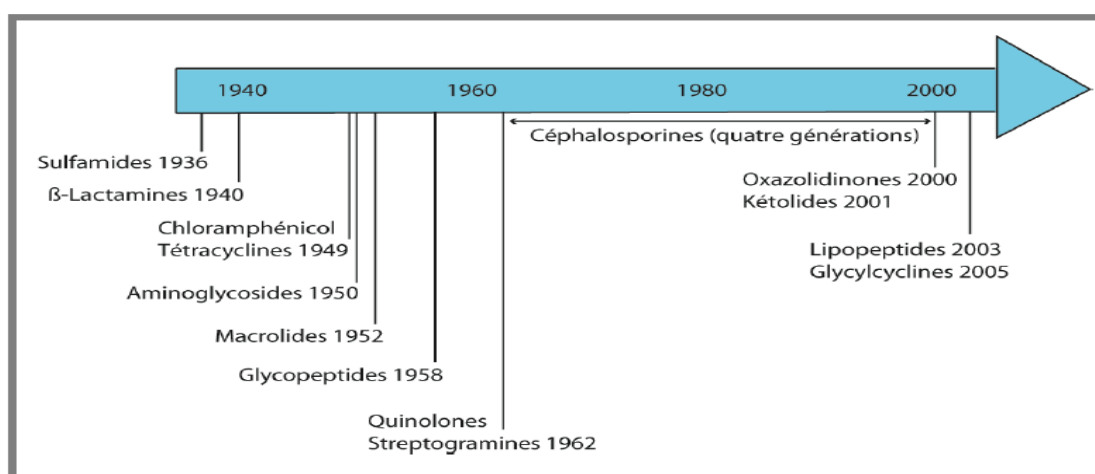 1940 1960 1980 2000
Céphalosporines (quatre générations)
Sulfamides 1936
ß-Lactamines 1940
Chloramphénicol
Tétracyclines 1949
Aminoglycosides 1950
Macrolides 1952
Glycopeptides 1958
Quinolones
Streptogramines 1962
Oxazolidinones 2000
Kétolides 2001
Lipopeptides 2003
Glycylcyclines 2005